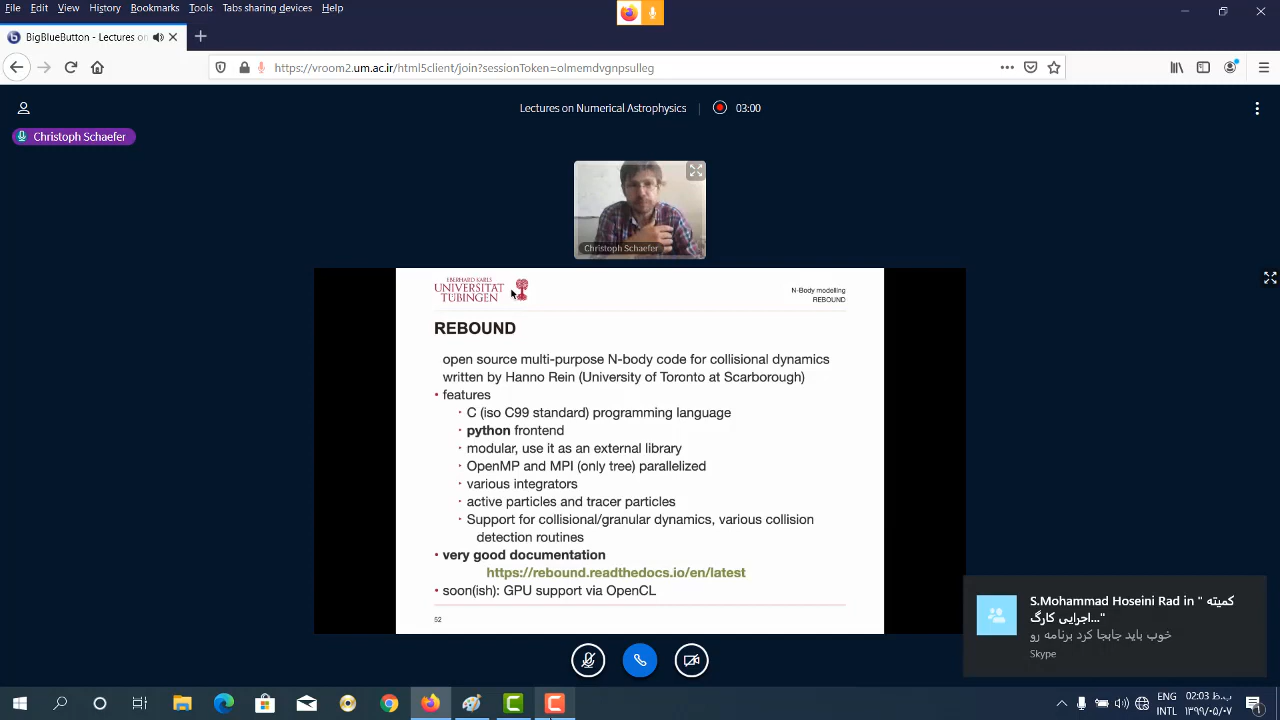 File Edit View History Bookmarks Tools Tabs sharing devices Help
BigBlueButton - Lectures on
https://vroom2.um.ac.ir/html5client/join?sessionToken=olmemdvgnpsulleg
Lectures on Numerical Astrophysics 03:00
Christoph Schaefer
Christoph Schaefer
EBERHARD KARLS
UNIVERSITÄT
TÜBINGEN
N-Body modelling
REBOUND
REBOUND
open source multi-purpose N-body code for collisional dynamics
written by Hanno Rein (University of Toronto at Scarborough)
• features
· C (iso C99 standard) programming language
· python frontend
· modular, use it as an external library
· OpenMP and MPI (only tree) parallelized
· various integrators
· active particles and tracer particles
· Support for collisional/granular dynamics, various collision
detection routines
• very good documentation
https://rebound.readthedocs.io/en/latest
• soon(ish): GPU support via OpenCL
52
S.Mohammad Hoseini Rad in " کمیته
اجرایی کارگ..."
خوب باید جابجا کرد برنامه رو
Skype
ENG 02:03 ب.ظ
INTL ۱۳۹۹/۰۵/۰۷